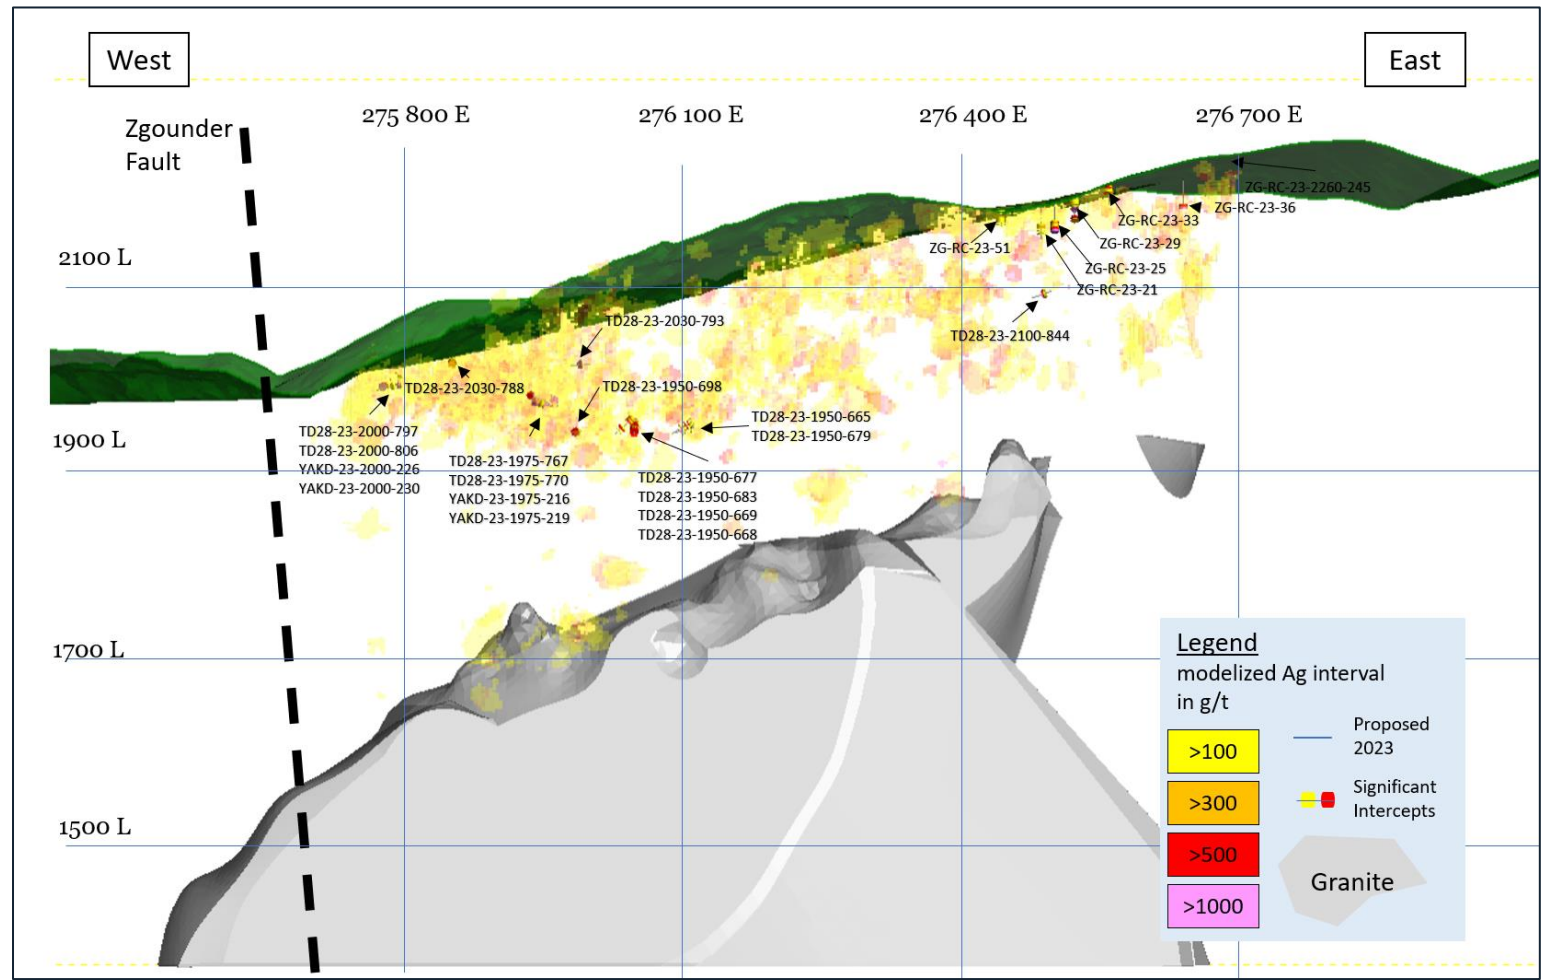 West
East
275 800 E
276 100 E
276 400 E
276 700 E
Zgounder
Fault
ZG-RC-23-2260-245
ZG-RC-23-36
ZG-RC-23-33
ZG-RC-23-29
ZG-RC-23-51
ZG-RC-23-25
ZG-RC-23-21
2100 L
TD28-23-2100-844
TD28-23-2030-793
TD28-23-2030-788
TD28-23-1950-698
TD28-23-1950-665
TD28-23-1950-679
1900 L
TD28-23-2000-797
TD28-23-2000-806
YAKD-23-2000-226
YAKD-23-2000-230
TD28-23-1975-767
TD28-23-1975-770
YAKD-23-1975-216
YAKD-23-1975-219
TD28-23-1950-677
TD28-23-1950-683
TD28-23-1950-669
TD28-23-1950-668
1700 L
1500 L
Legend
modelized Ag interval
in g/t
>100
>300
>500
>1000
Proposed
2023
Significant
Intercepts
Granite